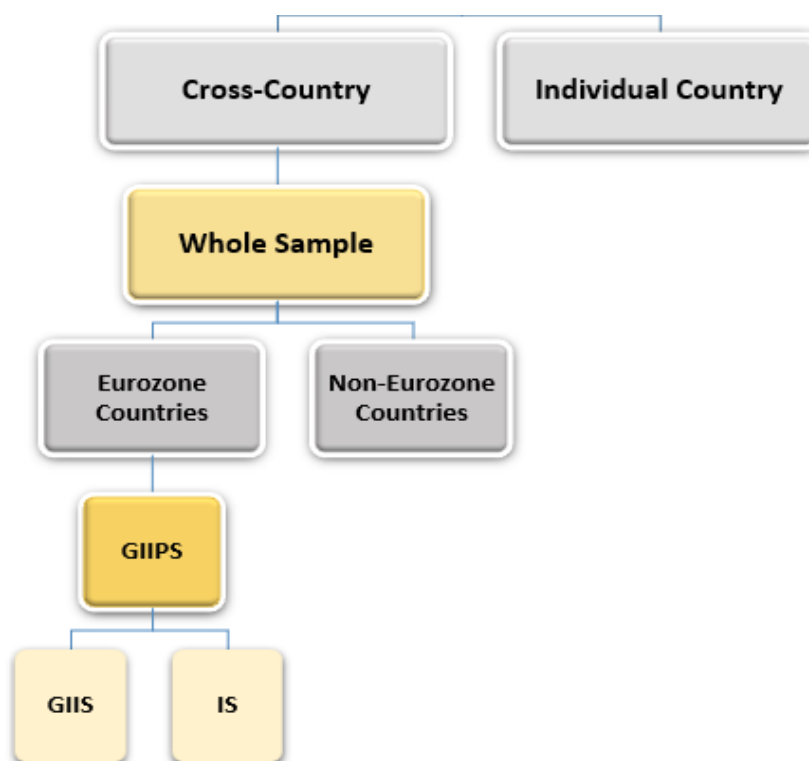 Cross-Country
Individual Country
Whole Sample
Eurozone
Countries
Non-Eurozone
Countries
GIIPS
GIIS
IS